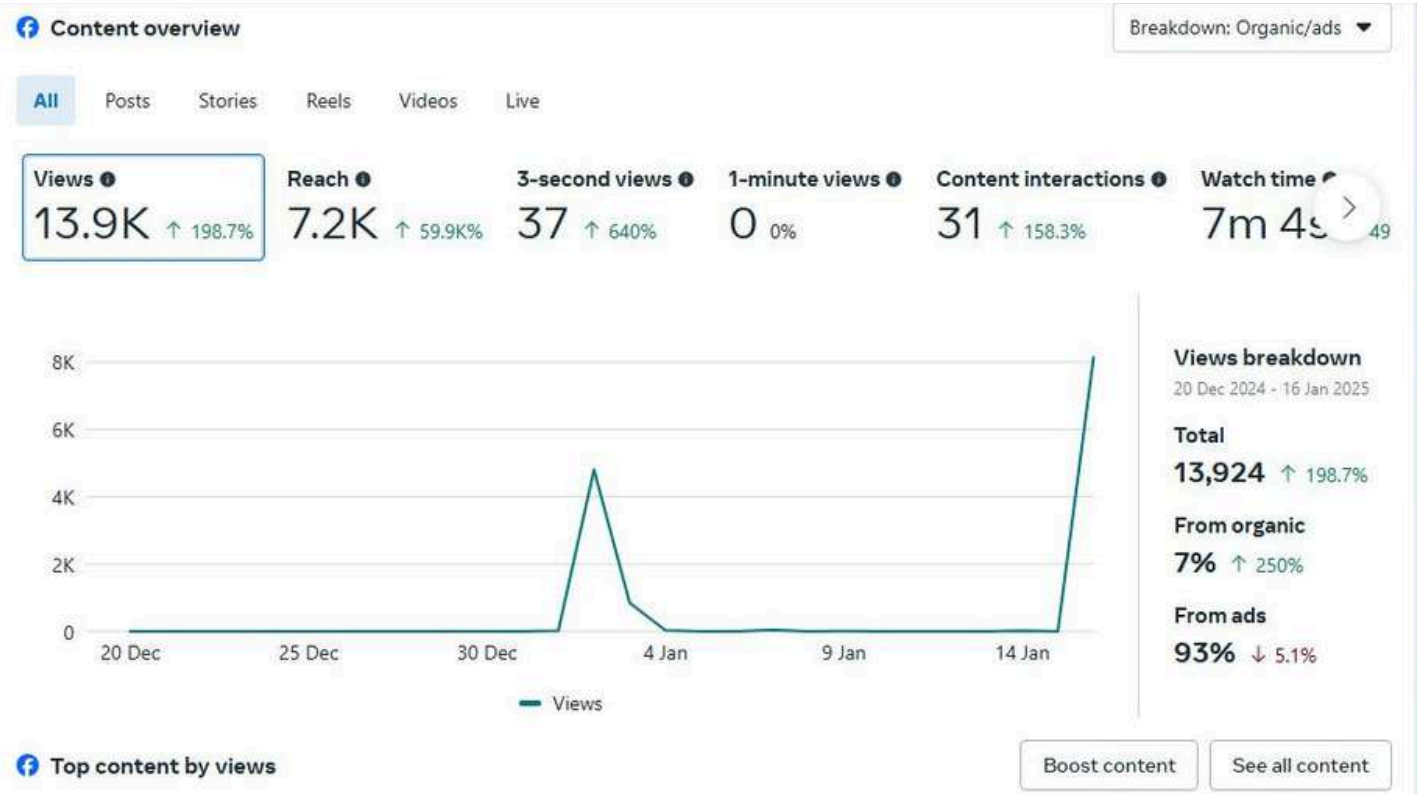 Content overview
Breakdown: Organic/ads
All Posts Stories Reels Videos Live
Views Reach 3-second views 1-minute views Content interactions Watch time
13.9K ↑ 198.7% 7.2K ↑ 59.9K% 37 ↑ 640% 0 0% 31 ↑ 158.3% 7m 49
8K
6K
4K
2K
0
20 Dec 25 Dec 30 Dec 4 Jan 9 Jan 14 Jan
Views
Views breakdown
20 Dec 2024 - 16 Jan 2025
Total
13,924 ↑ 198.7%
From organic
7% ↑ 250%
From ads
93% ↓ 5.1%
Top content by views
Boost content
See all content